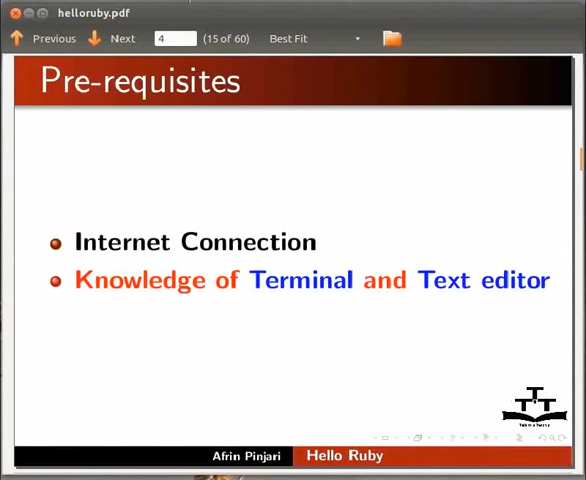 helloruby.pdf
Previous Next 4 (15 of 60) Best Fit
Pre-requisites
Internet Connection
Knowledge of Terminal and Text editor
Afrin Pinjari Hello Ruby